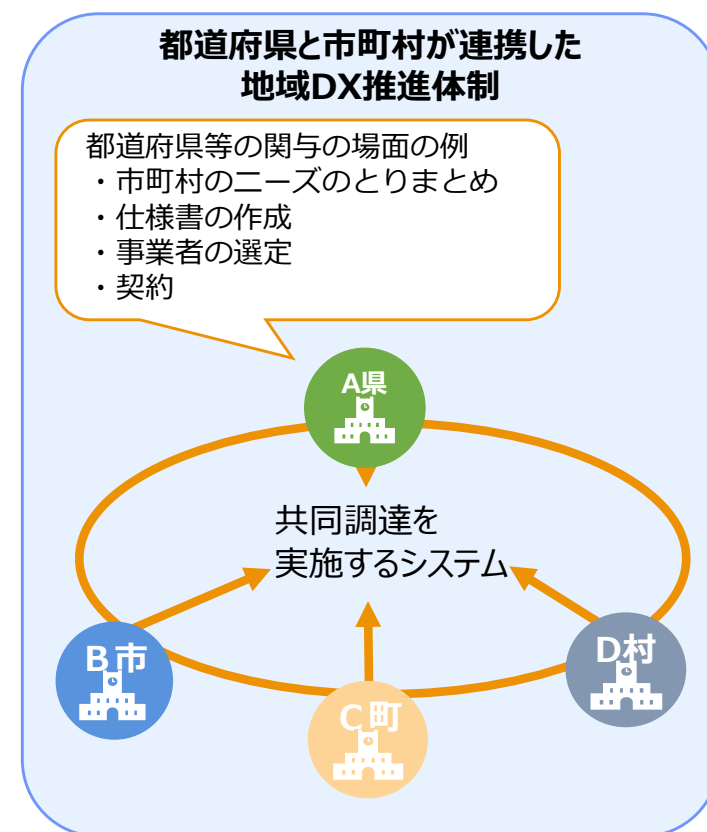 都道府県と市町村が連携した
地域DX推進体制
都道府県等の関与の場面の例
・市町村のニーズのとりまとめ
・仕様書の作成
・事業者の選定
・契約
A県
共同調達を
実施するシステム
B市
D村
C町